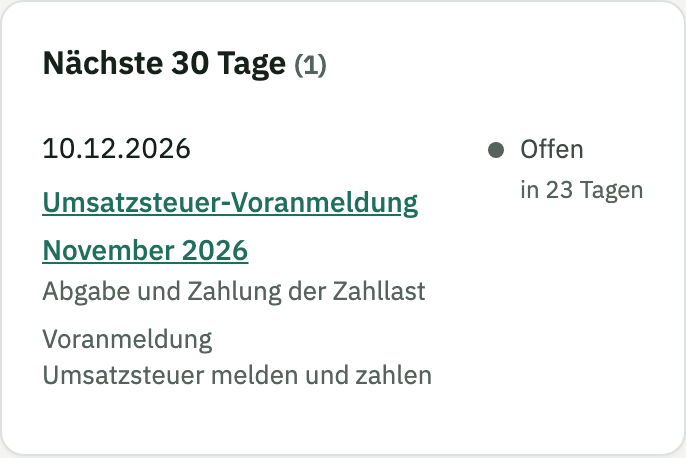 Nächste 30 Tage (1)
10.12.2026
Offen
in 23 Tagen
Umsatzsteuer-Voranmeldung
November 2026
Abgabe und Zahlung der Zahllast
Voranmeldung
Umsatzsteuer melden und zahlen